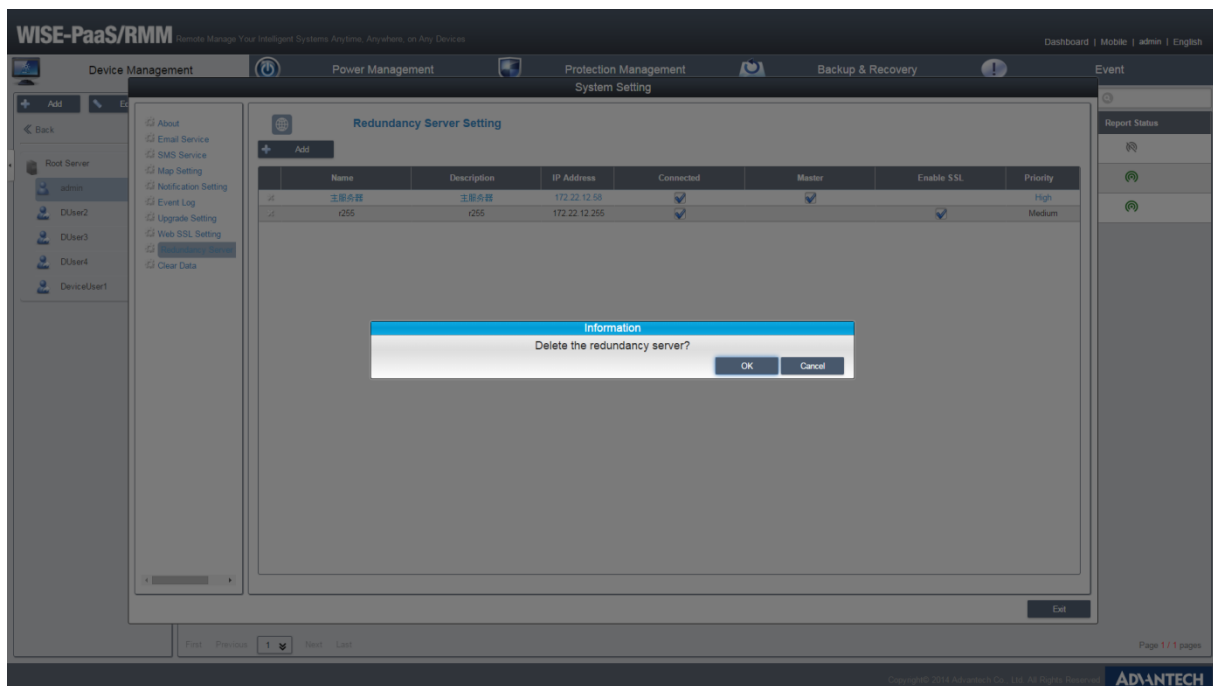 WISE-PaaS/RMM Remote Manage Your Intelligent Systems Anytime, Anywhere, on Any Devices
Dashboard | Mobile | admin | English
Device Management Power Management Protection Management Backup & Recovery Event
System Setting
Add
Back
Root Server
admin
DUser2
DUser3
DUser4
DeviceUser1
About
Email Service
SMS Service
Map Setting
Notification Setting
Event Log
Upgrade Setting
Web SSL Setting
Redundancy Server
Clear Data
Redundancy Server Setting
Add
Name Description IP Address Connected Master Enable SSL Priority
主服务器 主服务器 172.22.12.58 High
r255 r255 172.22.12.255 Medium
Report Status
Information
Delete the redundancy server?
OK Cancel
Exit
First Previous 1 Next Last
Page 1 / 1 pages
Copyright© 2014 Advantech Co., Ltd. All Rights Reserved
ADVANTECH